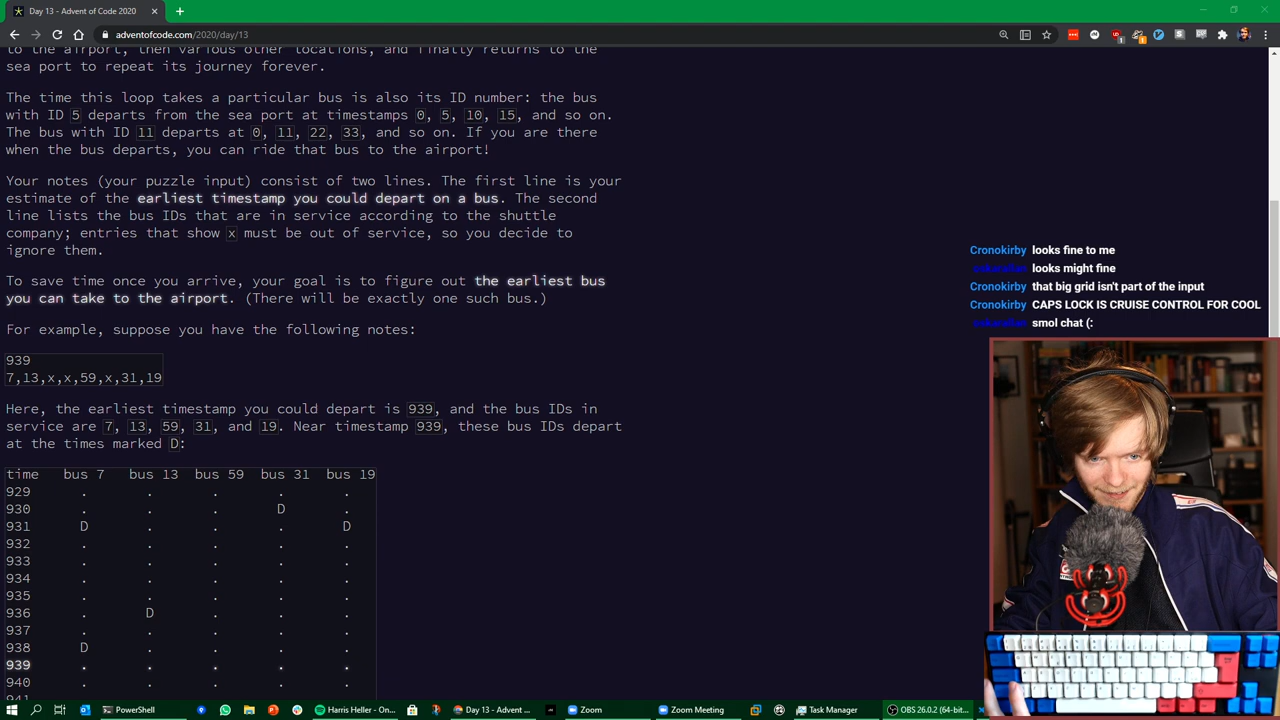 Day 13 - Advent of Code 2020
adventofcode.com/2020/day/13
to the airport, then various other locations, and finally returns to the
sea port to repeat its journey forever.
The time this loop takes a particular bus is also its ID number: the bus
with ID 5 departs from the sea port at timestamps 0, 5, 10, 15, and so on.
The bus with ID 11 departs at 0, 11, 22, 33, and so on. If you are there
when the bus departs, you can ride that bus to the airport!
Your notes (your puzzle input) consist of two lines. The first line is your
estimate of the earliest timestamp you could depart on a bus. The second
line lists the bus IDs that are in service according to the shuttle
company; entries that show x must be out of service, so you decide to
ignore them.
To save time once you arrive, your goal is to figure out the earliest bus
you can take to the airport. (There will be exactly one such bus.)
For example, suppose you have the following notes:
939
7,13,x,x,59,x,31,19
Here, the earliest timestamp you could depart is 939, and the bus IDs in
service are 7, 13, 59, 31, and 19. Near timestamp 939, these bus IDs depart
at the times marked D:
time bus 7 bus 13 bus 59 bus 31 bus 19
929 . . . . .
930 . . . D .
931 D . . . D
932 . . . . .
933 . . . . .
934 . . . . .
935 . . . . .
936 . D . . .
937 . . . . .
938 D . . . .
939 . . . . .
940 . . . . .
Cronokirby looks fine to me
looks might fine
Cronokirby that big grid isn't part of the input
Cronokirby CAPS LOCK IS CRUISE CONTROL FOR COOL
smol chat (:
PowerShell
Harris Heller - On...
Day 13 - Advent ...
Zoom
Zoom Meeting
Task Manager
OBS 26.0.2 (64-bit...